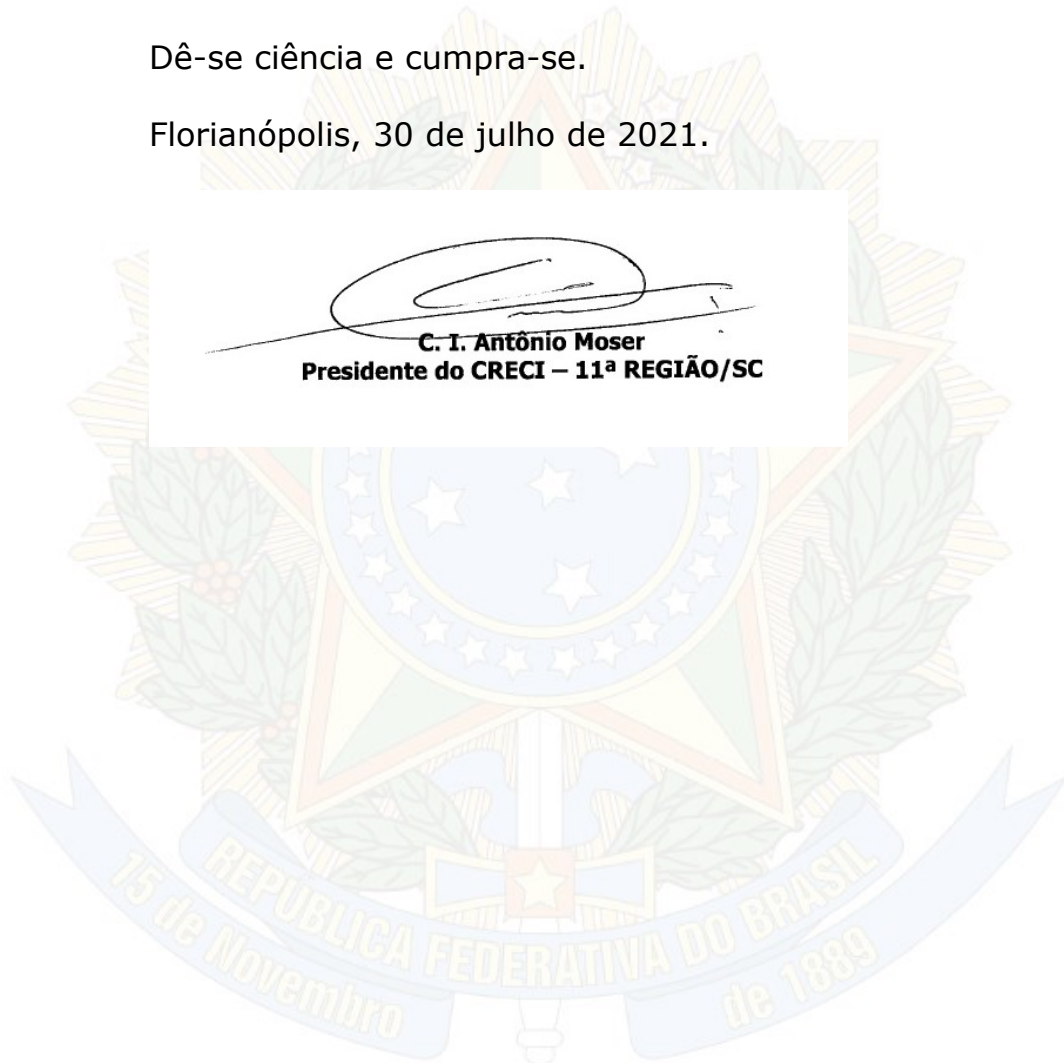 Dê-se ciência e cumpra-se.
Florianópolis, 30 de julho de 2021.
C. I. Antônio Moser
Presidente do CRECI – 11ª REGIÃO/SC
REPÚBLICA FEDERATIVA DO BRASIL
15 de Novembro
de 1889